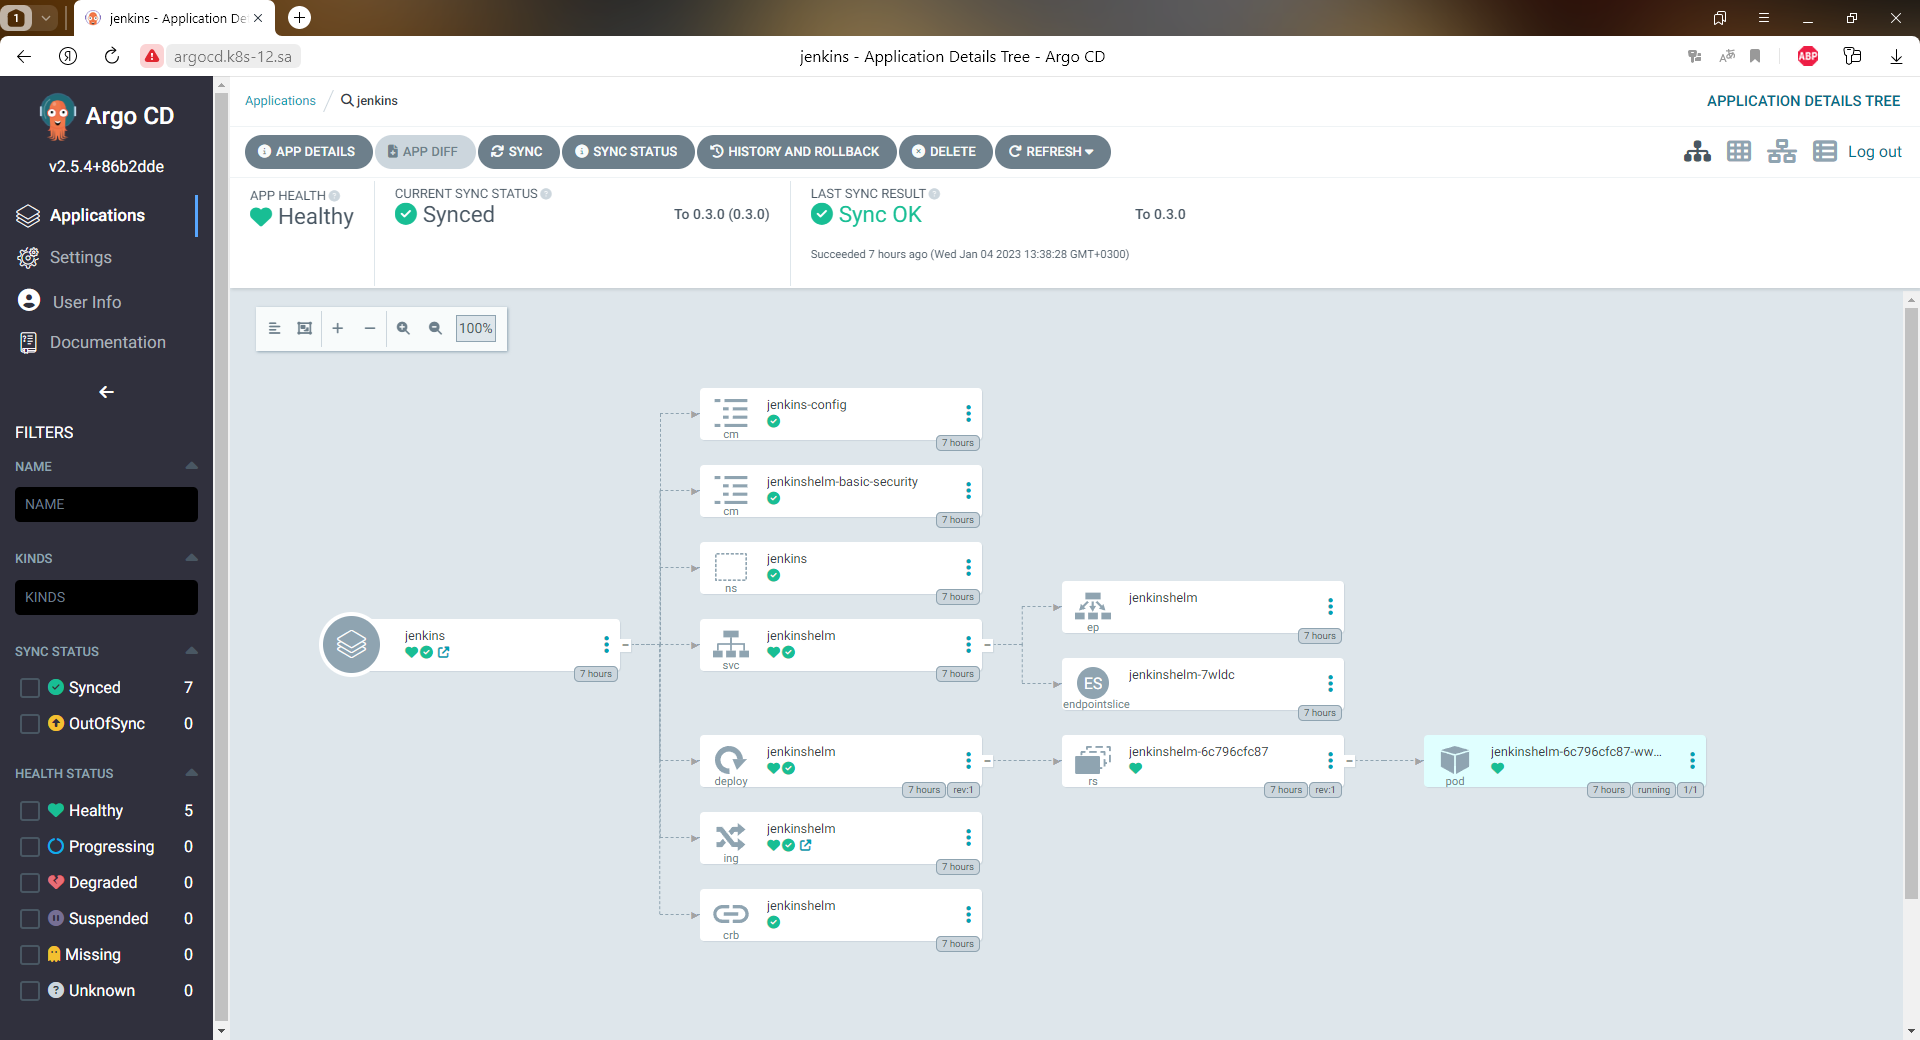 1
jenkins - Application De
argocd.k8s-12.sa
jenkins - Application Details Tree - Argo CD
ABP
Argo CD
v2.5.4+86b2dde
Applications
Settings
User Info
Documentation
FILTERS
NAME
NAME
KINDS
KINDS
SYNC STATUS
Synced 7
OutOfSync 0
HEALTH STATUS
Healthy 5
Progressing 0
Degraded 0
Suspended 0
Missing 0
Unknown 0
Applications / jenkins
APPLICATION DETAILS TREE
APP DETAILS APP DIFF SYNC SYNC STATUS HISTORY AND ROLLBACK DELETE REFRESH
Log out
APP HEALTH
Healthy
CURRENT SYNC STATUS
Synced
To 0.3.0 (0.3.0)
LAST SYNC RESULT
Sync OK
To 0.3.0
Succeeded 7 hours ago (Wed Jan 04 2023 13:38:28 GMT+0300)
100%
jenkins
7 hours
jenkins-config
cm
7 hours
jenkinshelm-basic-security
cm
7 hours
jenkins
ns
7 hours
jenkinshelm
svc
7 hours
jenkinshelm
ep
7 hours
ES
jenkinshelm-7wldc
endpointslice
7 hours
jenkinshelm
deploy
7 hours rev:1
jenkinshelm-6c796cfc87
rs
7 hours rev:1
jenkinshelm-6c796cfc87-ww...
pod
7 hours running 1/1
jenkinshelm
ing
7 hours
jenkinshelm
crb
7 hours